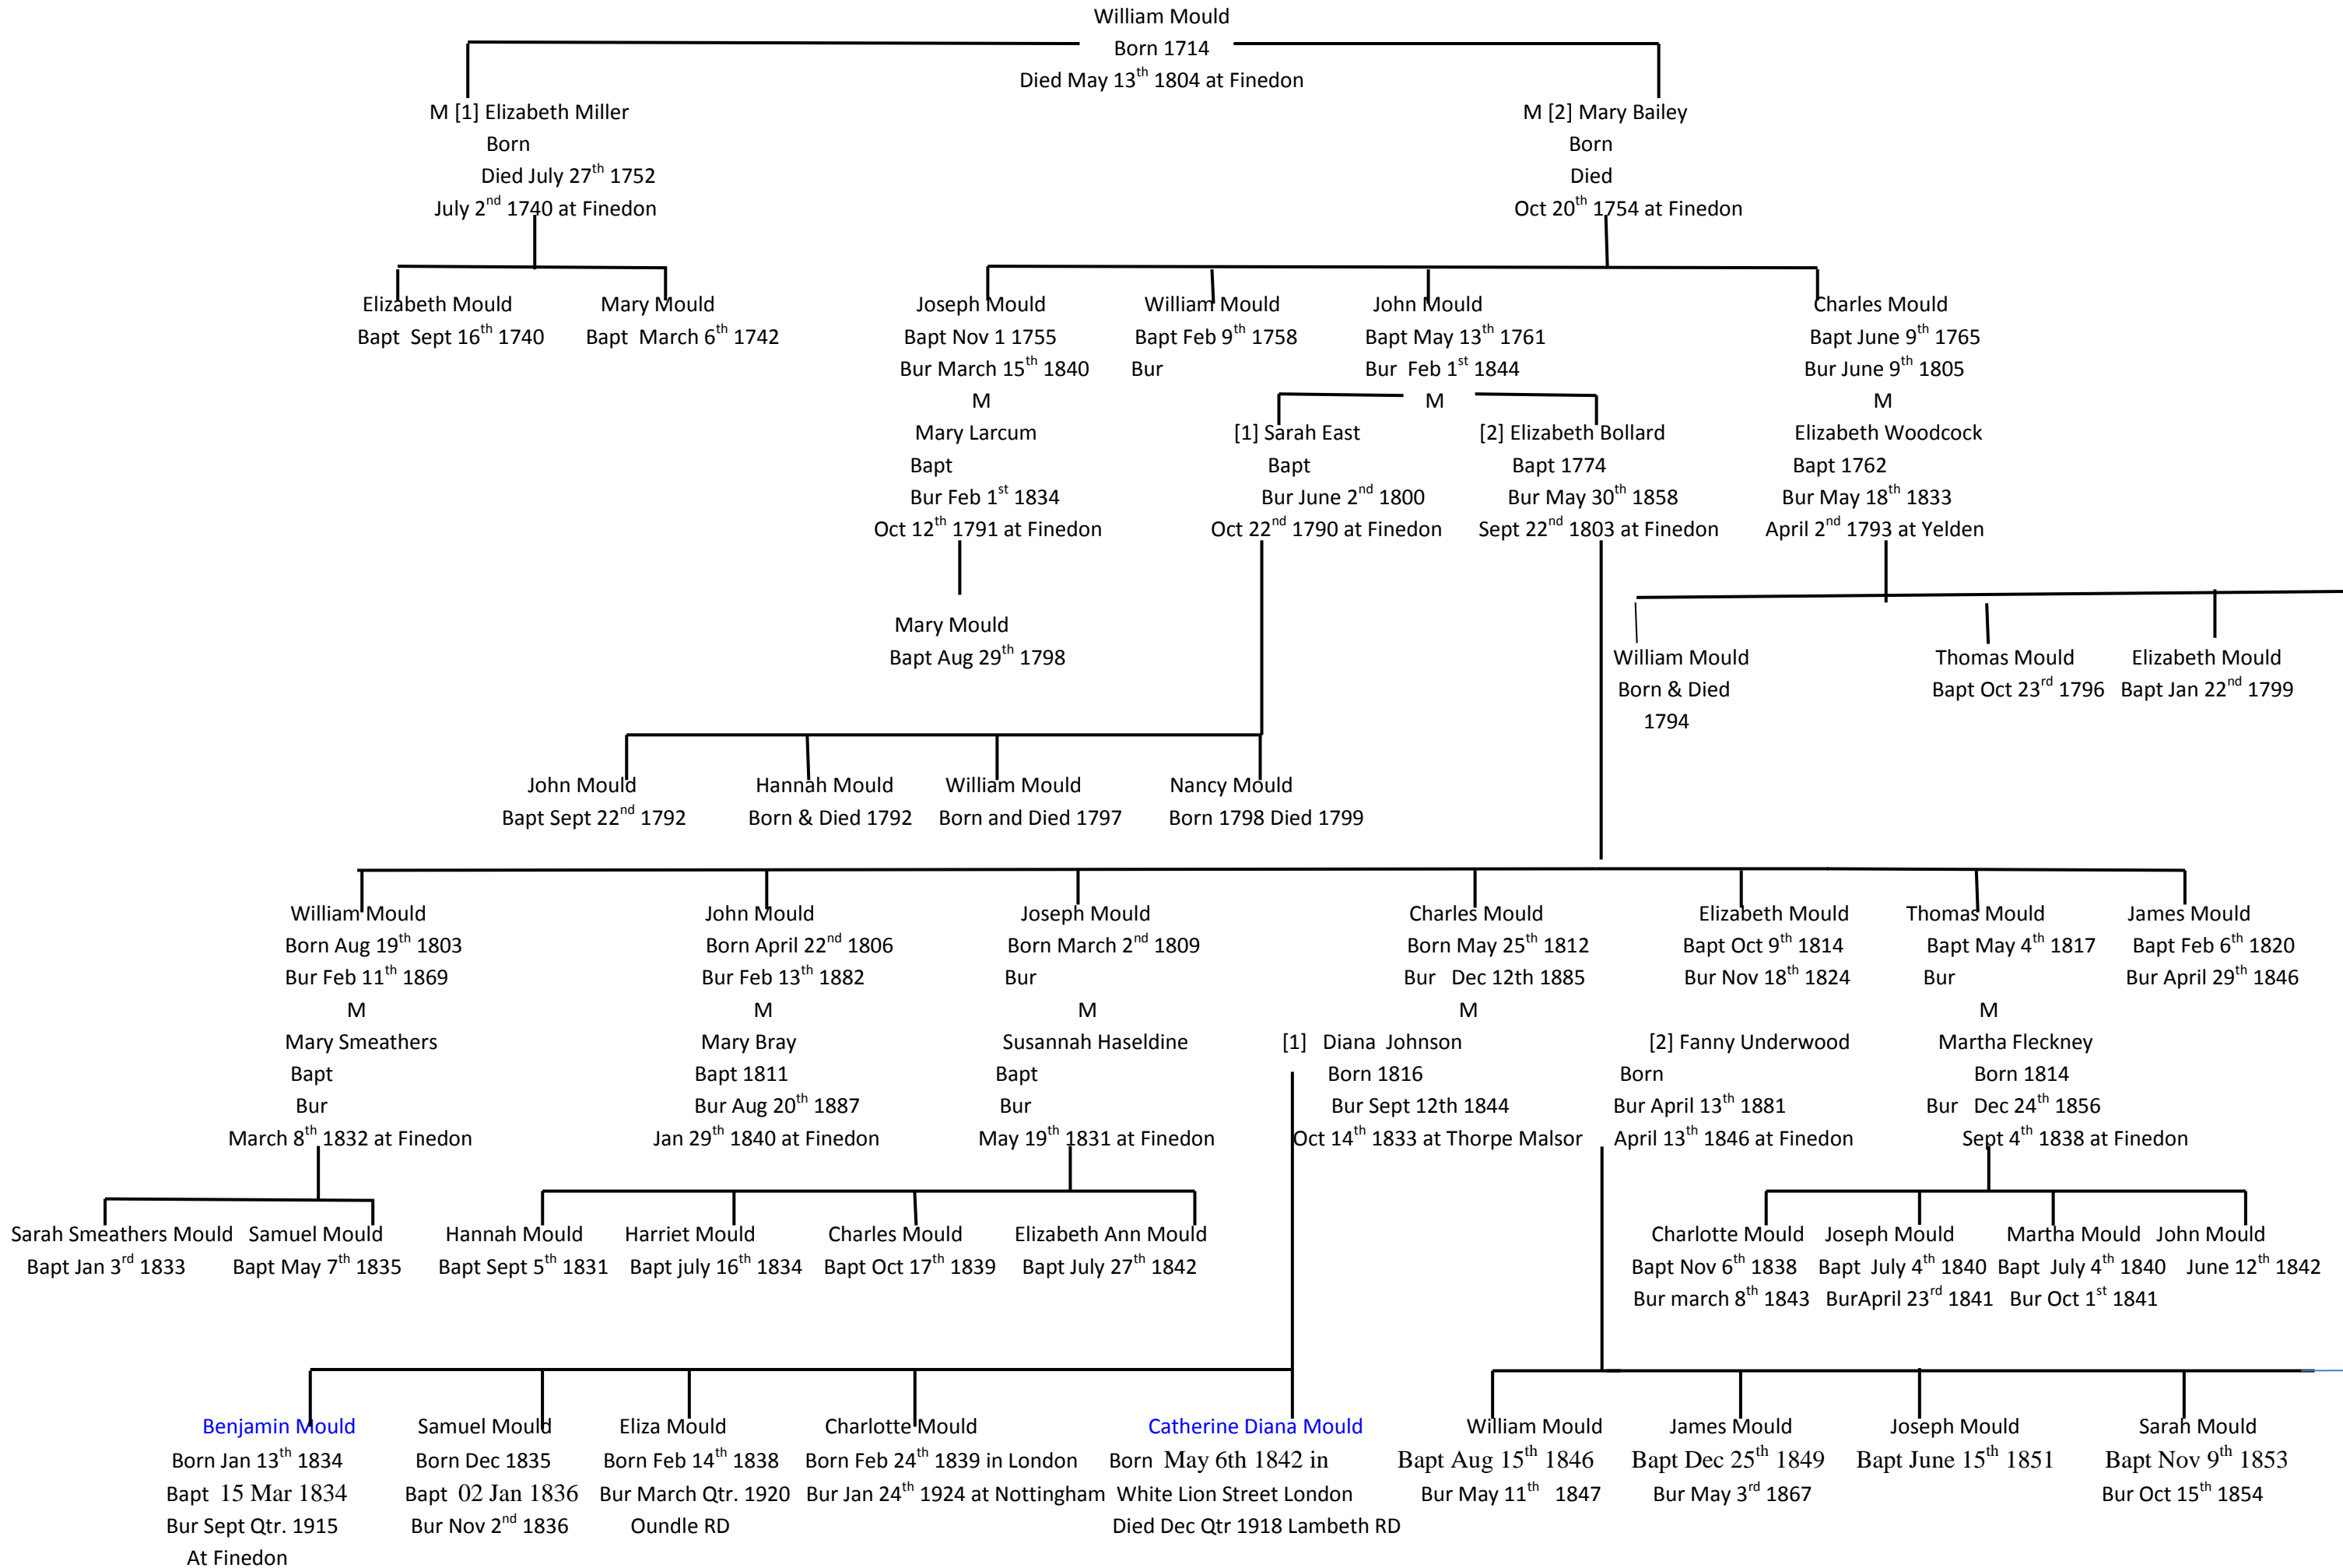 William Mould
Born 1714
Died May 13th 1804 at Finedon
M [1] Elizabeth Miller
Born
Died July 27th 1752
July 2nd 1740 at Finedon
M [2] Mary Bailey
Born
Died
Oct 20th 1754 at Finedon
Elizabeth Mould
Bapt Sept 16th 1740
Mary Mould
Bapt March 6th 1742
Joseph Mould
Bapt Nov 1 1755
Bur March 15th 1840
M
Mary Larcum
Bapt
Bur Feb 1st 1834
Oct 12th 1791 at Finedon
William Mould
Bapt Feb 9th 1758
Bur
John Mould
Bapt May 13th 1761
Bur Feb 1st 1844
M
[1] Sarah East
Bapt
Bur June 2nd 1800
Oct 22nd 1790 at Finedon
[2] Elizabeth Bollard
Bapt 1774
Bur May 30th 1858
Sept 22nd 1803 at Finedon
Charles Mould
Bapt June 9th 1765
Bur June 9th 1805
M
Elizabeth Woodcock
Bapt 1762
Bur May 18th 1833
April 2nd 1793 at Yelden
Mary Mould
Bapt Aug 29th 1798
William Mould
Born & Died
1794
Thomas Mould
Bapt Oct 23rd 1796
Elizabeth Mould
Bapt Jan 22nd 1799
John Mould
Bapt Sept 22nd 1792
Hannah Mould
Born & Died 1792
William Mould
Born and Died 1797
Nancy Mould
Born 1798 Died 1799
William Mould
Born Aug 19th 1803
Bur Feb 11th 1869
M
Mary Smeathers
Bapt
Bur
March 8th 1832 at Finedon
John Mould
Born April 22nd 1806
Bur Feb 13th 1882
M
Mary Bray
Bapt 1811
Bur Aug 20th 1887
Jan 29th 1840 at Finedon
Joseph Mould
Born March 2nd 1809
Bur
M
Susannah Haseldine
Bapt
Bur
May 19th 1831 at Finedon
Charles Mould
Born May 25th 1812
Bur Dec 12th 1885
M
[1] Diana Johnson
Born 1816
Bur Sept 12th 1844
Oct 14th 1833 at Thorpe Malsor
[2] Fanny Underwood
Born
Bur April 13th 1881
April 13th 1846 at Finedon
Elizabeth Mould
Bapt Oct 9th 1814
Bur Nov 18th 1824
Thomas Mould
Bapt May 4th 1817
Bur
M
Martha Fleckney
Born 1814
Bur Dec 24th 1856
Sept 4th 1838 at Finedon
James Mould
Bapt Feb 6th 1820
Bur April 29th 1846
Sarah Smeathers Mould
Bapt Jan 3rd 1833
Samuel Mould
Bapt May 7th 1835
Hannah Mould
Bapt Sept 5th 1831
Harriet Mould
Bapt july 16th 1834
Charles Mould
Bapt Oct 17th 1839
Elizabeth Ann Mould
Bapt July 27th 1842
Charlotte Mould
Bapt Nov 6th 1838
Bur march 8th 1843
Joseph Mould
Bapt July 4th 1840
BurApril 23rd 1841
Martha Mould
Bapt July 4th 1840
Bur Oct 1st 1841
John Mould
June 12th 1842
Benjamin Mould
Born Jan 13th 1834
Bapt 15 Mar 1834
Bur Sept Qtr. 1915
At Finedon
Samuel Mould
Born Dec 1835
Bapt 02 Jan 1836
Bur Nov 2nd 1836
Eliza Mould
Born Feb 14th 1838
Bur March Qtr. 1920
Oundle RD
Charlotte Mould
Born Feb 24th 1839 in London
Bur Jan 24th 1924 at Nottingham
Catherine Diana Mould
Born May 6th 1842 in
White Lion Street London
Died Dec Qtr 1918 Lambeth RD
William Mould
Bapt Aug 15th 1846
Bur May 11th 1847
James Mould
Bapt Dec 25th 1849
Bur May 3rd 1867
Joseph Mould
Bapt June 15th 1851
Sarah Mould
Bapt Nov 9th 1853
Bur Oct 15th 1854